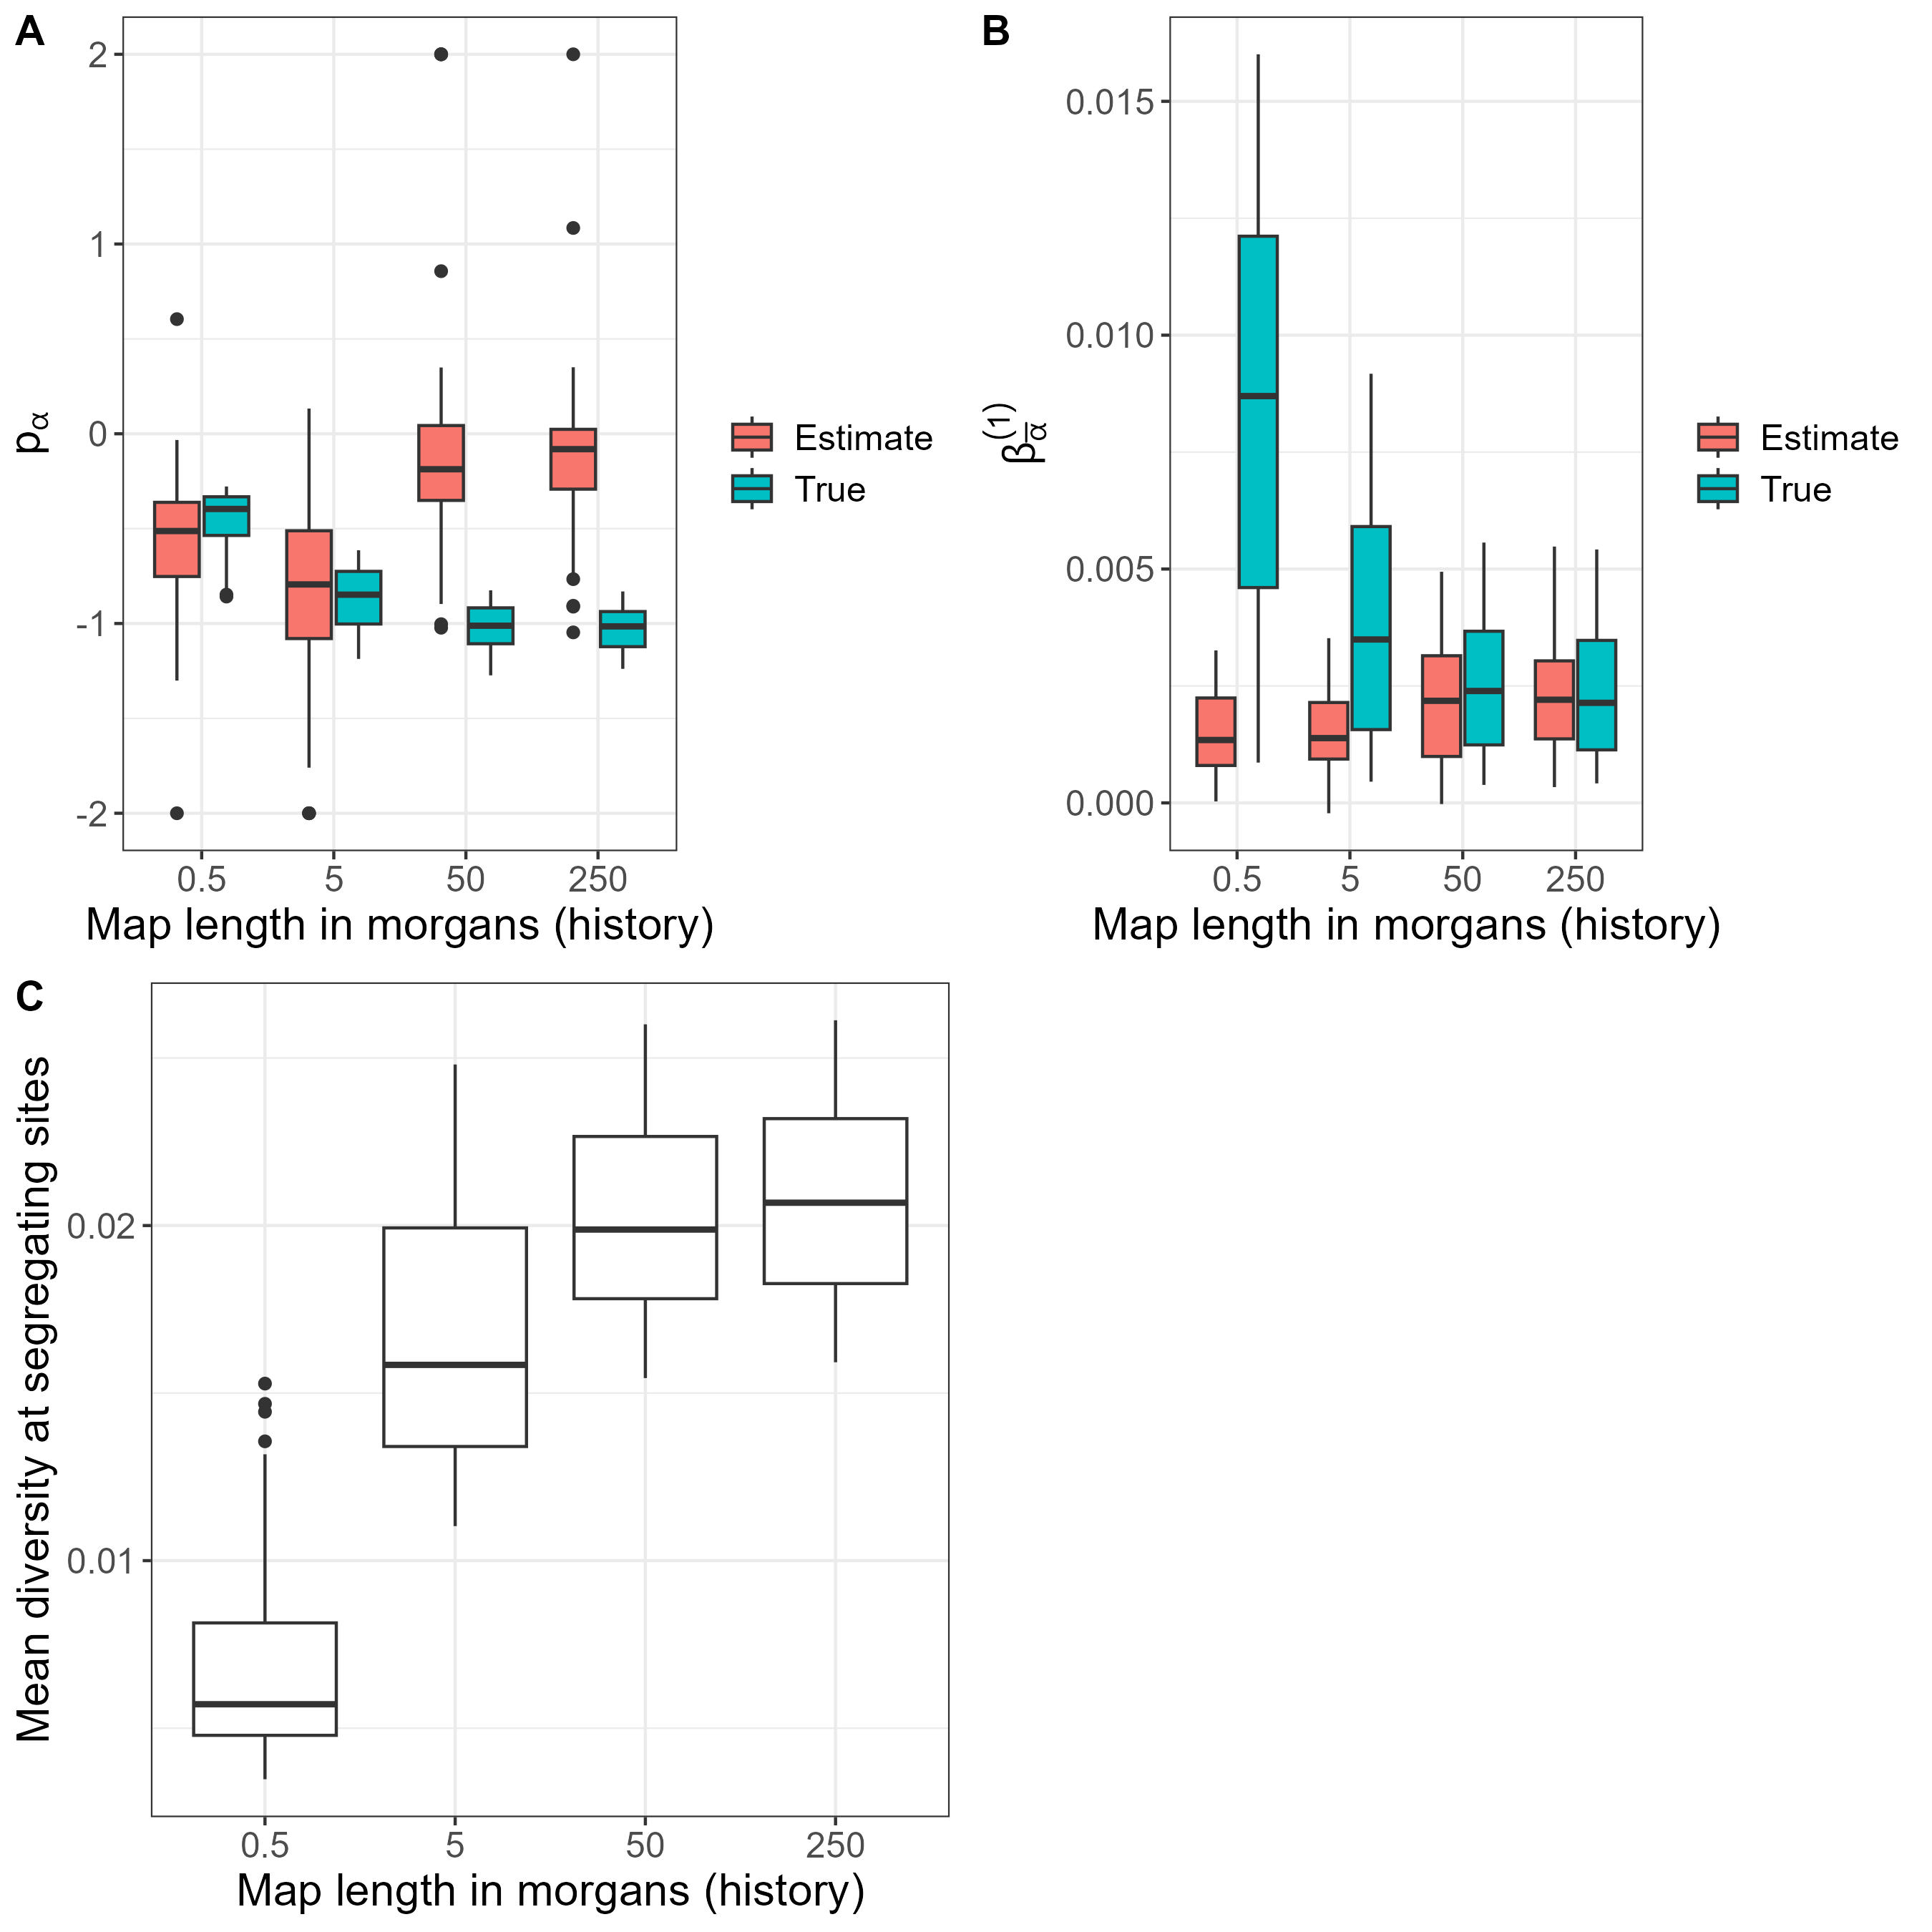 A
2
1
0
-1
-2
pα
0.5 5 50 250
Map length in morgans (history)
Estimate
True
B
0.015
0.010
0.005
0.000
β_α̅^(1)
0.5 5 50 250
Map length in morgans (history)
Estimate
True
C
Mean diversity at segregating sites
0.02
0.01
0.5 5 50 250
Map length in morgans (history)